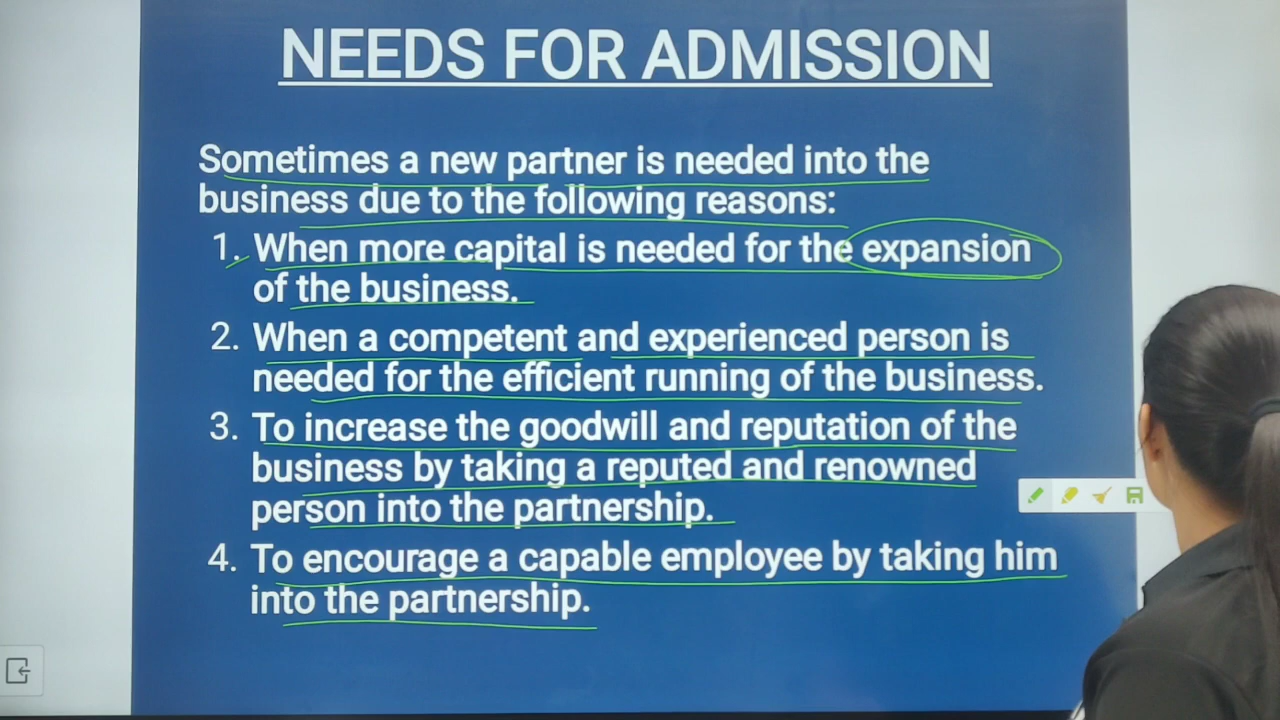 NEEDS FOR ADMISSION
Sometimes a new partner is needed into the
business due to the following reasons:
1. When more capital is needed for the expansion
of the business.
2. When a competent and experienced person is
needed for the efficient running of the business.
3. To increase the goodwill and reputation of the
business by taking a reputed and renowned
person into the partnership.
4. To encourage a capable employee by taking him
into the partnership.